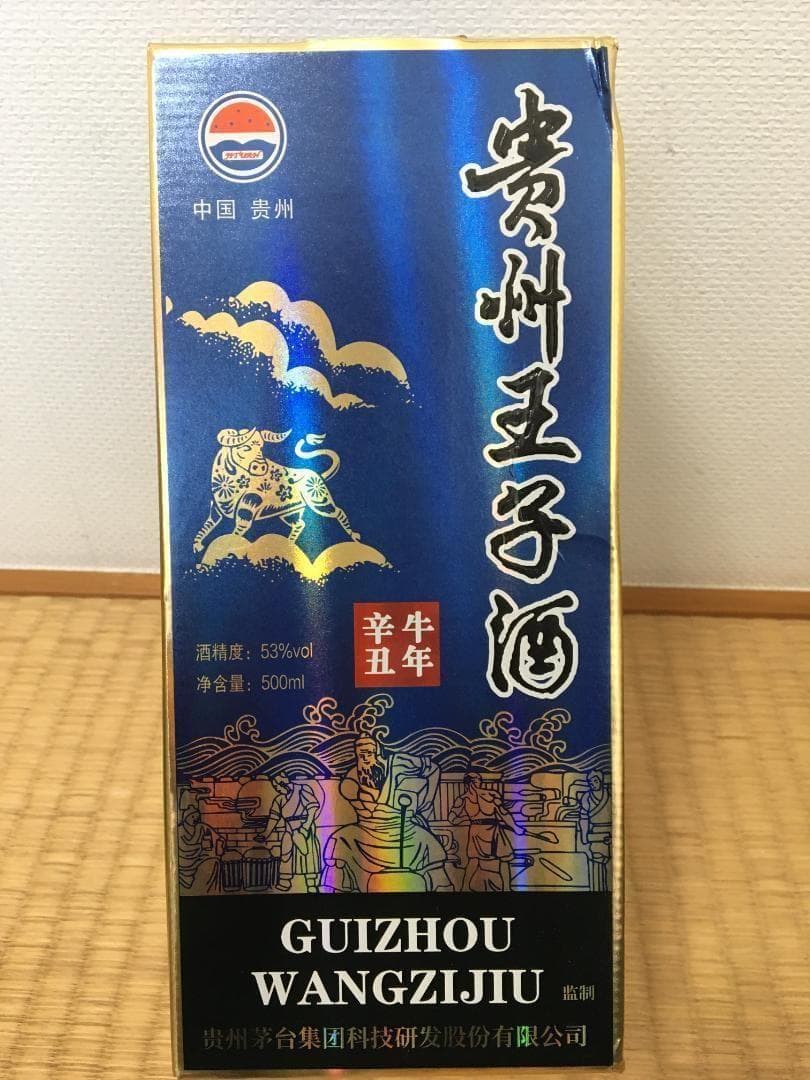 中国 贵州
贵州王子酒
辛 牛
丑 年
酒精度：53%vol
净含量：500ml
GUIZHOU
WANGZIJIU 监制
贵州茅台集团科技研发股份有限公司